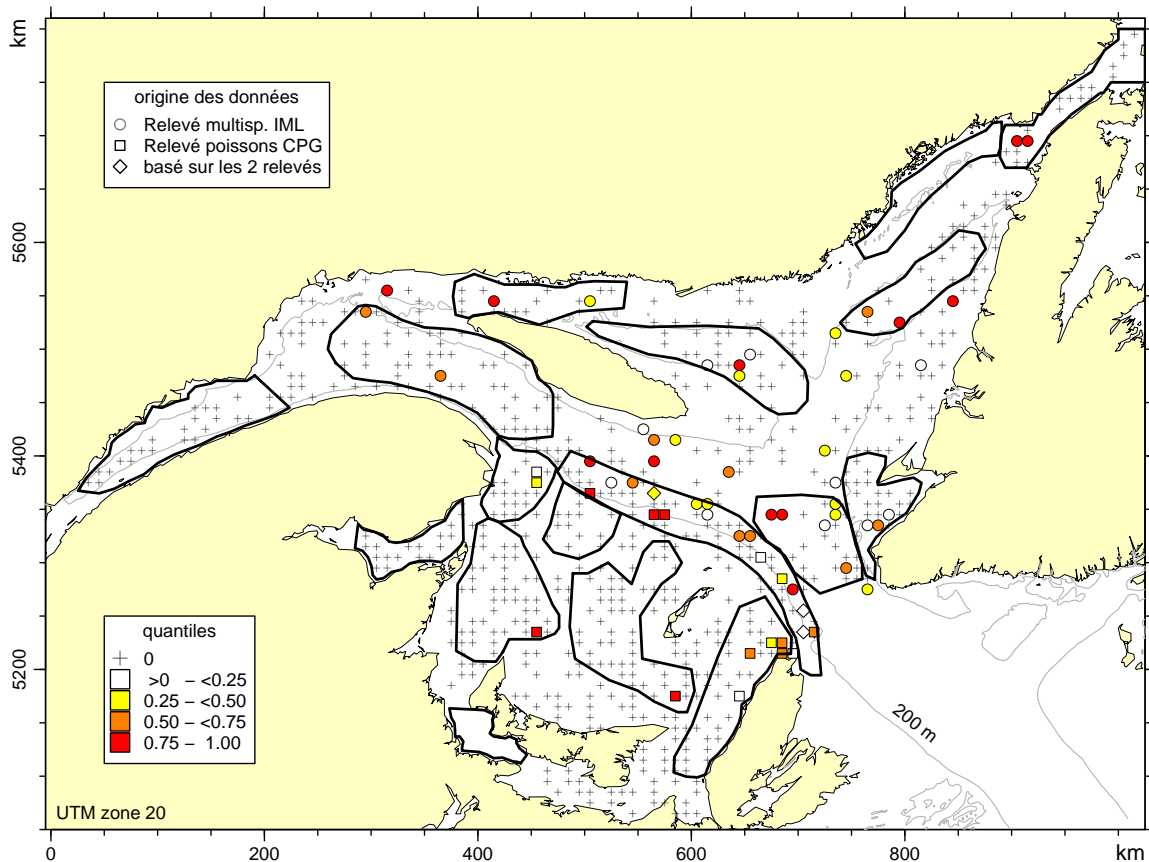 km
origine des données
Relevé multisp. IML
Relevé poissons CPG
basé sur les 2 relevés
5600
5400
5200
quantiles
0
>0 – <0.25
0.25 – <0.50
0.50 – <0.75
0.75 – 1.00
200 m
UTM zone 20
0 200 400 600 800 km